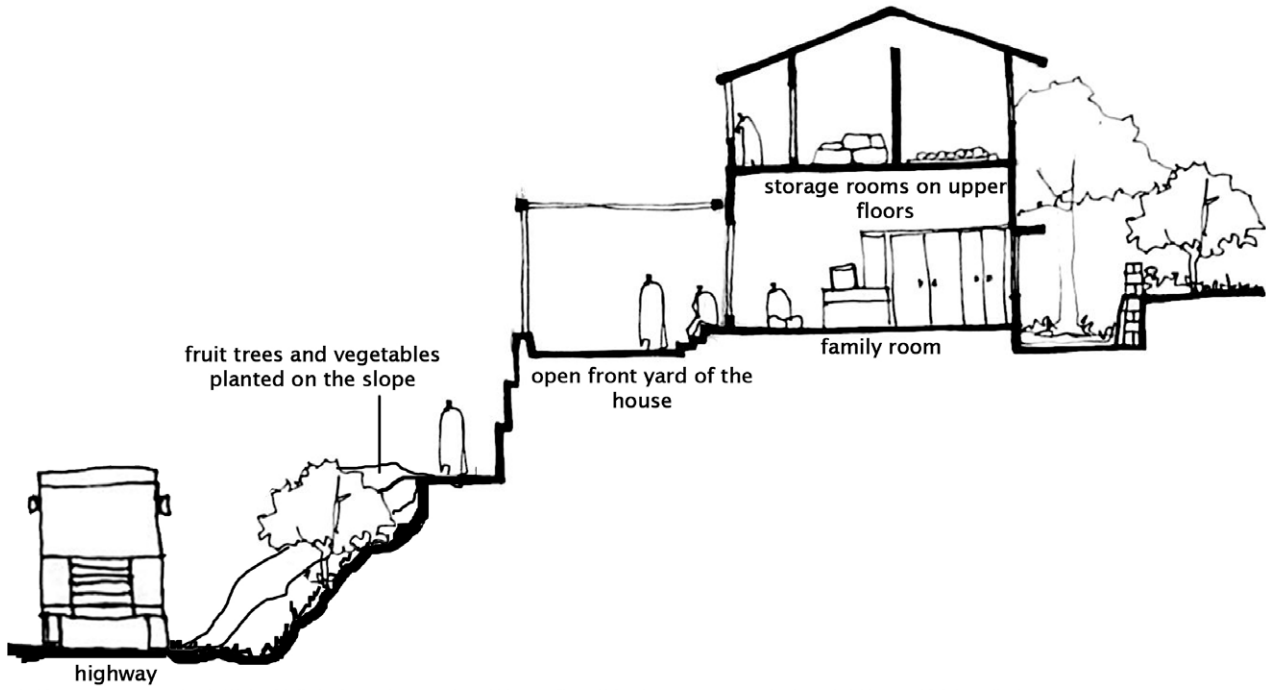 storage rooms on upper
floors
family room
fruit trees and vegetables
planted on the slope
open front yard of the
house
highway